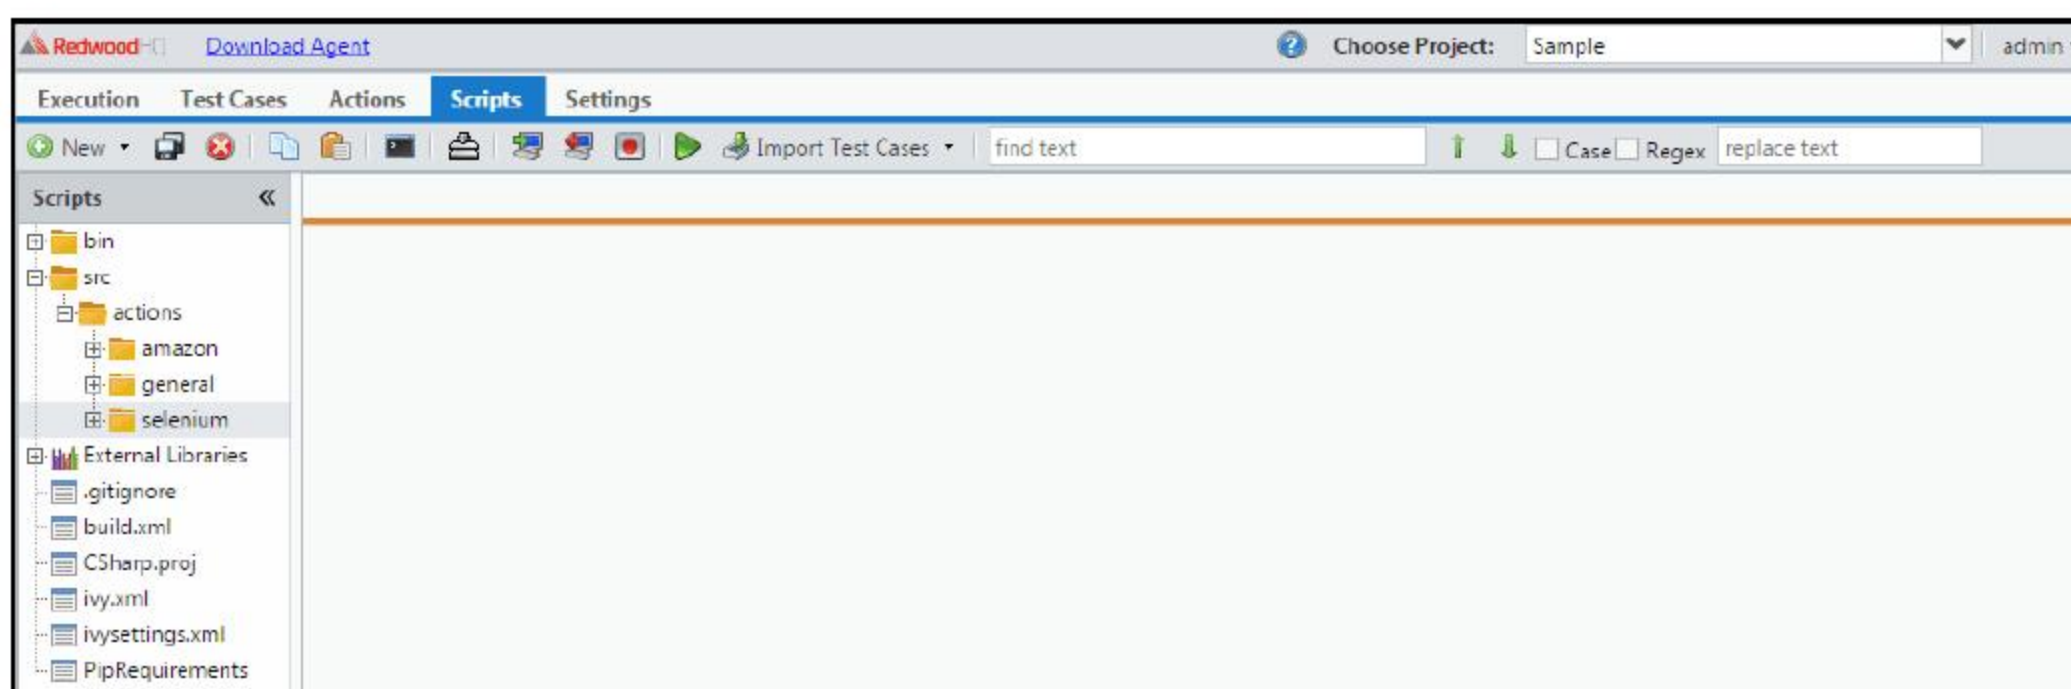 RedwoodHQ Download Agent Choose Project: Sample admin
Execution Test Cases Actions Scripts Settings
New Import Test Cases find text Case Regex replace text
Scripts
bin
src
actions
amazon
general
selenium
External Libraries
.gitignore
build.xml
CSharp.proj
ivy.xml
ivysettings.xml
PipRequirements